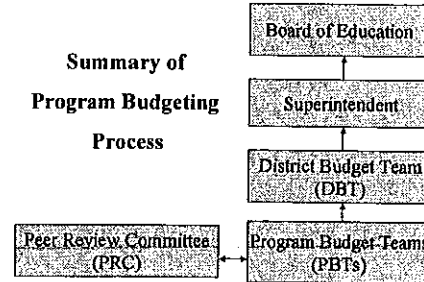 Board of Education
Summary of
Program Budgeting
Process
Superintendent
District Budget Team
(DBT)
Peer Review Committee
(PRC)
Program Budget Teams
(PBTs)